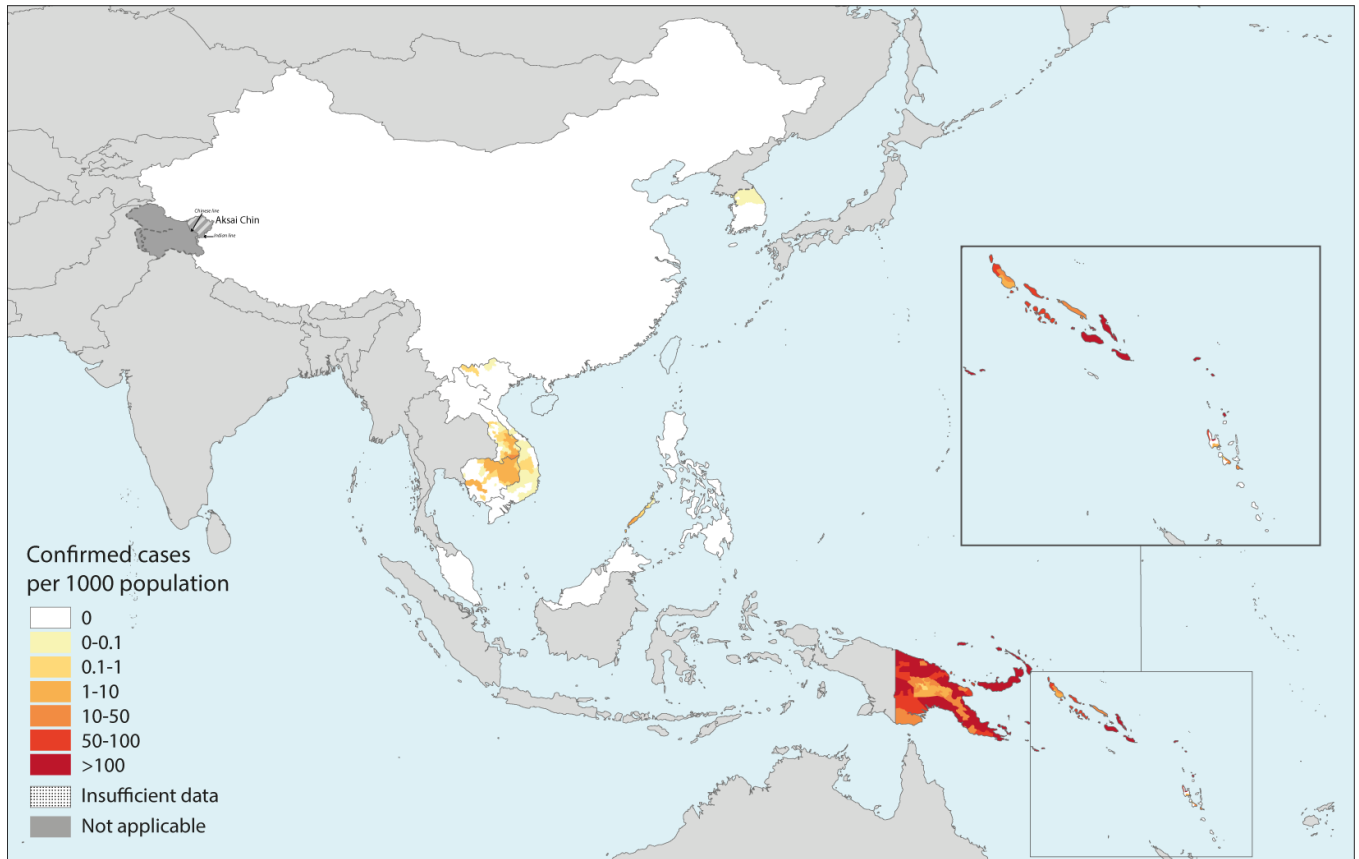 Chinese line
Aksai Chin
Indian line
Confirmed cases
per 1000 population
0
0-0.1
0.1-1
1-10
10-50
50-100
>100
Insufficient data
Not applicable